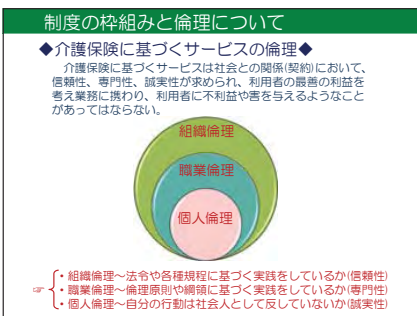 制度の枠組みと倫理について
◆介護保険に基づくサービスの倫理◆
介護保険に基づくサービスは社会との関係(契約)において、
信頼性、専門性、誠実性が求められ、利用者の最善の利益を
考え業務に携わり、利用者に不利益や害を与えるようなこと
があってはならない。
組織倫理
職業倫理
個人倫理
・組織倫理～法令や各種規程に基づく実践をしているか(信頼性)
☞ ・職業倫理～倫理原則や綱領に基づく実践をしているか(専門性)
・個人倫理～自分の行動は社会人として反していないか(誠実性)